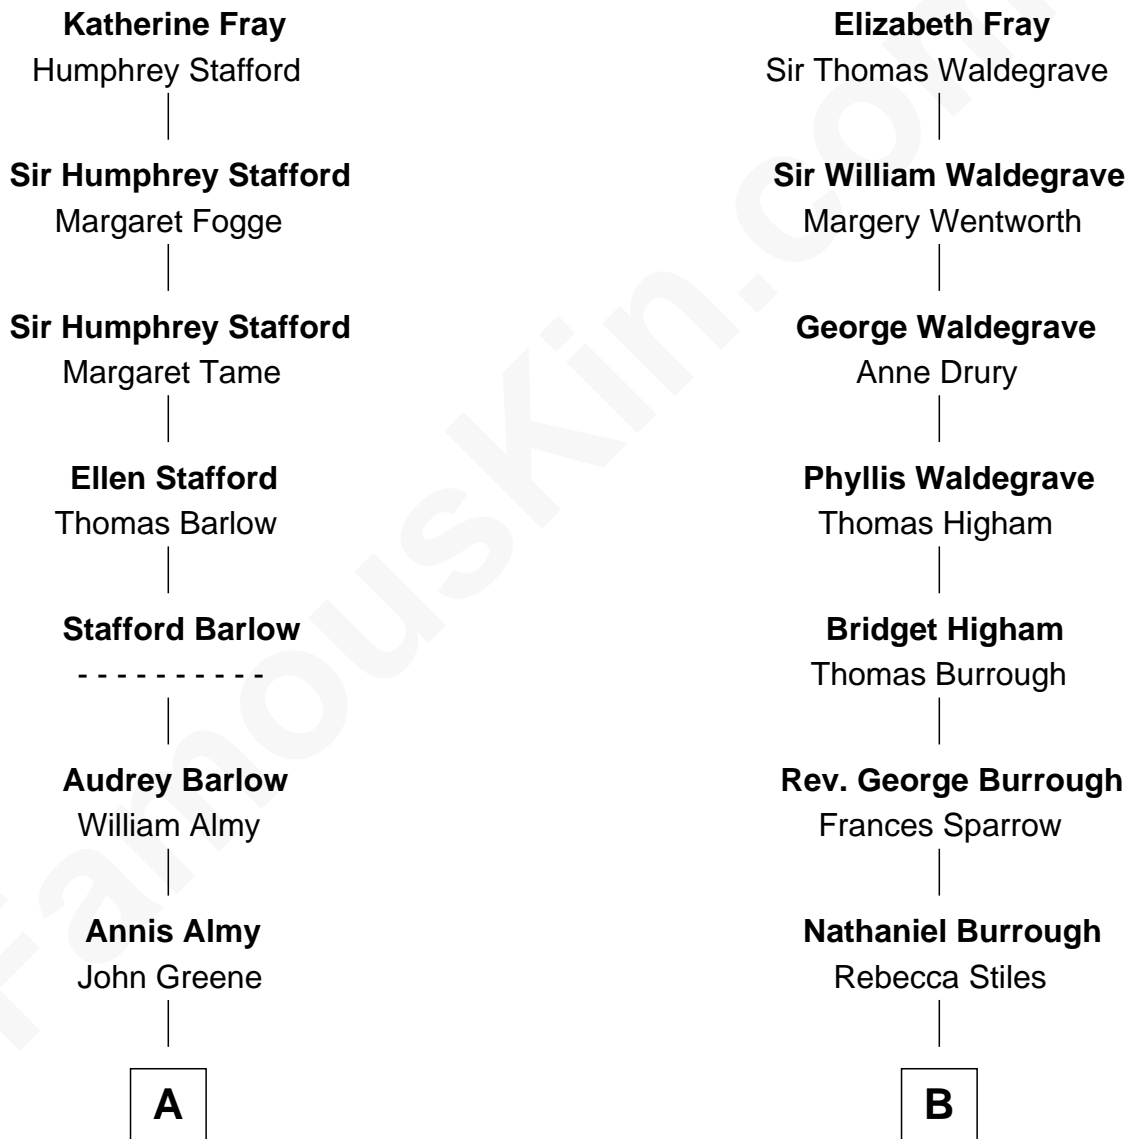 Katherine Fray
Humphrey Stafford
Sir Humphrey Stafford
Margaret Fogge
Sir Humphrey Stafford
Margaret Tame
Ellen Stafford
Thomas Barlow
Stafford Barlow
- - - - - - - - - -
Audrey Barlow
William Almy
Annis Almy
John Greene
A
Elizabeth Fray
Sir Thomas Waldegrave
Sir William Waldegrave
Margery Wentworth
George Waldegrave
Anne Drury
Phyllis Waldegrave
Thomas Higham
Bridget Higham
Thomas Burrough
Rev. George Burrough
Frances Sparrow
Nathaniel Burrough
Rebecca Stiles
B
FamousKin.com